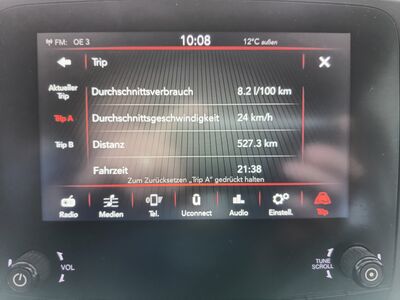 FM: OE 3 10:08 12°C außen
Trip
Aktueller Trip
Durchschnittsverbrauch 8.2 l/100 km
Trip A
Durchschnittsgeschwindigkeit 24 km/h
Trip B
Distanz 527.3 km
Fahrzeit 21:38
Zum Zurücksetzen „Trip A“ gedrückt halten
Radio Medien Tel. Uconnect Audio Einstell. Trip
VOL
TUNE
SCROLL